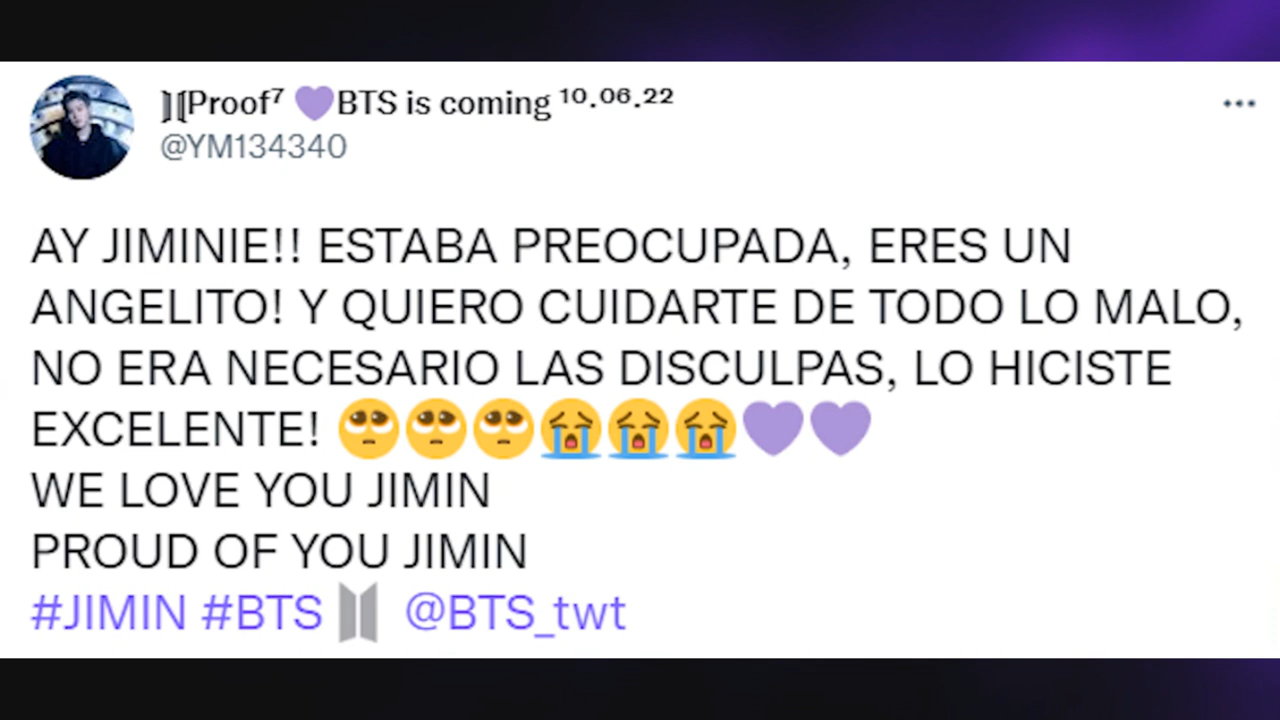 ][Proof⁷ 💜BTS is coming ¹⁰·⁰⁶·²²
@YM134340
AY JIMINIE!! ESTABA PREOCUPADA, ERES UN
ANGELITO! Y QUIERO CUIDARTE DE TODO LO MALO,
NO ERA NECESARIO LAS DISCULPAS, LO HICISTE
EXCELENTE! 🥺🥺🥺😭😭😭💜💜
WE LOVE YOU JIMIN
PROUD OF YOU JIMIN
#JIMIN #BTS @BTS_twt